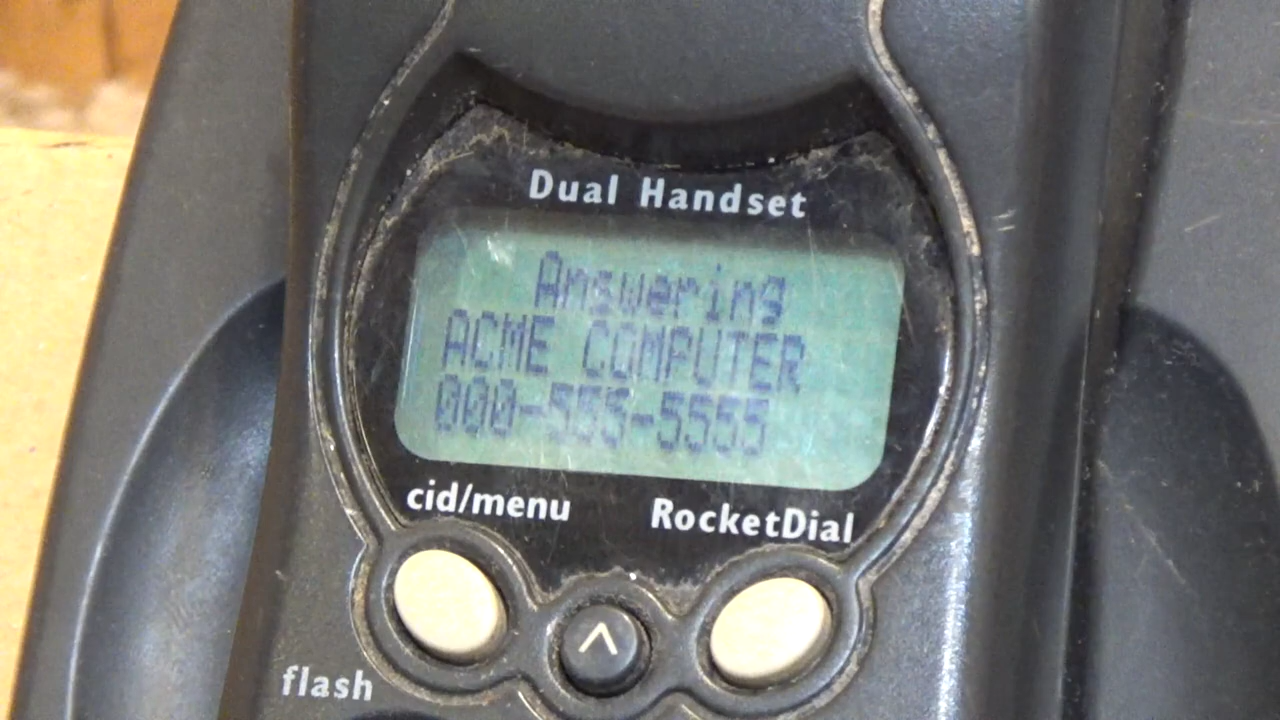 Dual Handset
Answering
ACME COMPUTER
000-555-5555
cid/menu RocketDial
flash